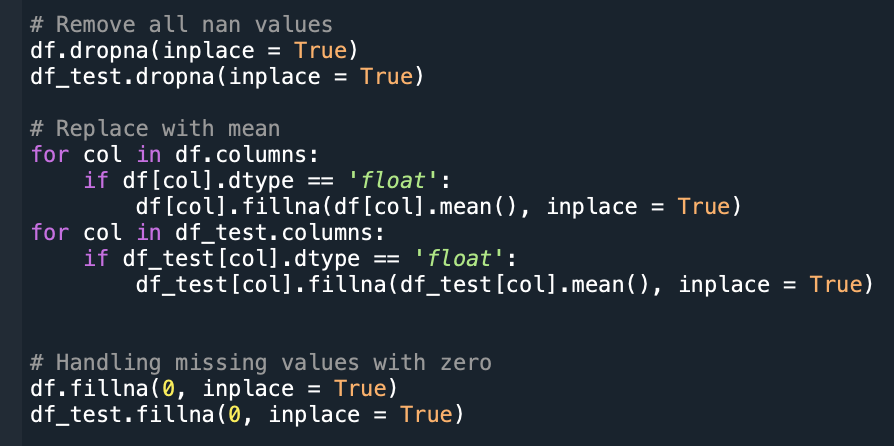 # Remove all nan values
df.dropna(inplace = True)
df_test.dropna(inplace = True)

# Replace with mean
for col in df.columns:
    if df[col].dtype == 'float':
        df[col].fillna(df[col].mean(), inplace = True)
for col in df_test.columns:
    if df_test[col].dtype == 'float':
        df_test[col].fillna(df_test[col].mean(), inplace = True)


# Handling missing values with zero
df.fillna(0, inplace = True)
df_test.fillna(0, inplace = True)